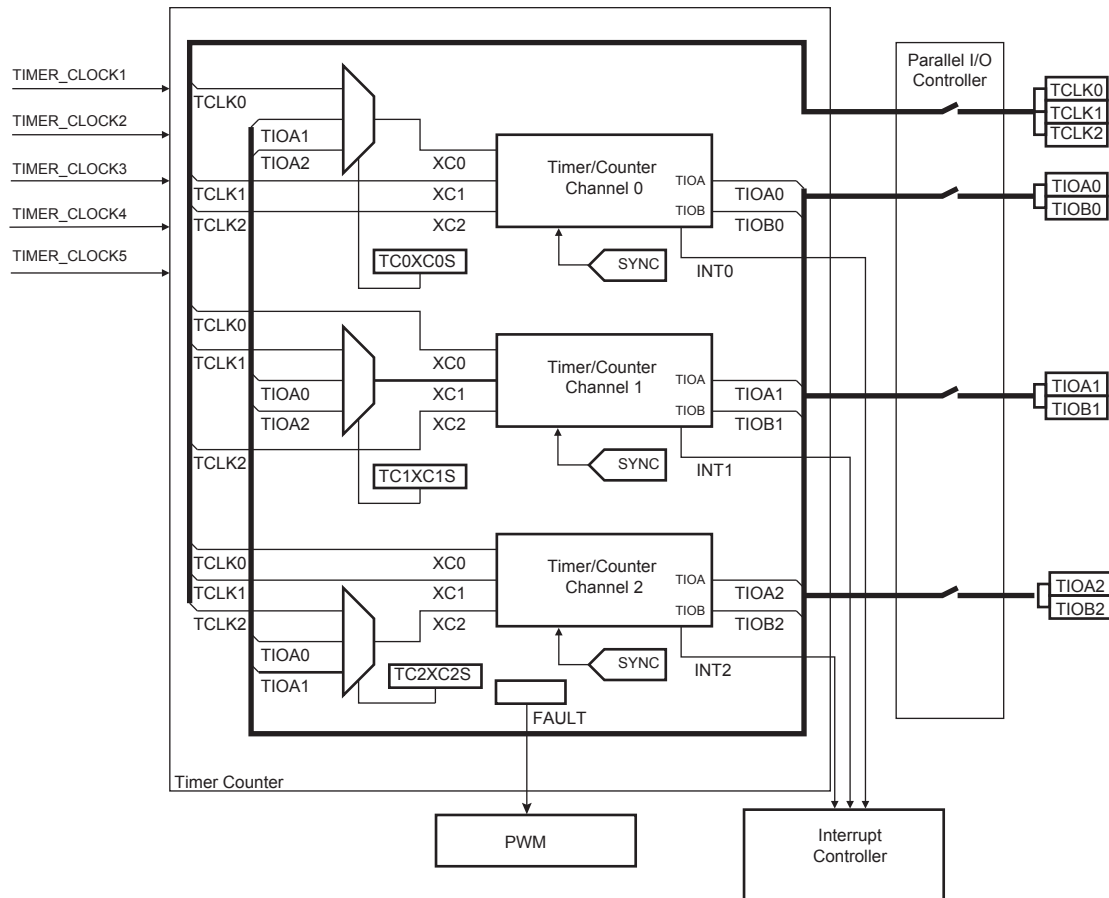 TIMER_CLOCK1
TIMER_CLOCK2
TIMER_CLOCK3
TIMER_CLOCK4
TIMER_CLOCK5
TCLK0
TIOA1
TIOA2
TCLK1
TCLK2
XC0
XC1
XC2
TC0XC0S
Timer/Counter
Channel 0
TIOA
TIOB
TIOA0
TIOB0
SYNC
INT0
TCLK0
TCLK1
TIOA0
TIOA2
TCLK2
XC0
XC1
XC2
TC1XC1S
Timer/Counter
Channel 1
TIOA
TIOB
TIOA1
TIOB1
SYNC
INT1
TCLK0
TCLK1
TCLK2
TIOA0
TIOA1
XC0
XC1
XC2
TC2XC2S
Timer/Counter
Channel 2
TIOA
TIOB
TIOA2
TIOB2
SYNC
INT2
FAULT
Timer Counter
PWM
Interrupt
Controller
Parallel I/O
Controller
TCLK0
TCLK1
TCLK2
TIOA0
TIOB0
TIOA1
TIOB1
TIOA2
TIOB2